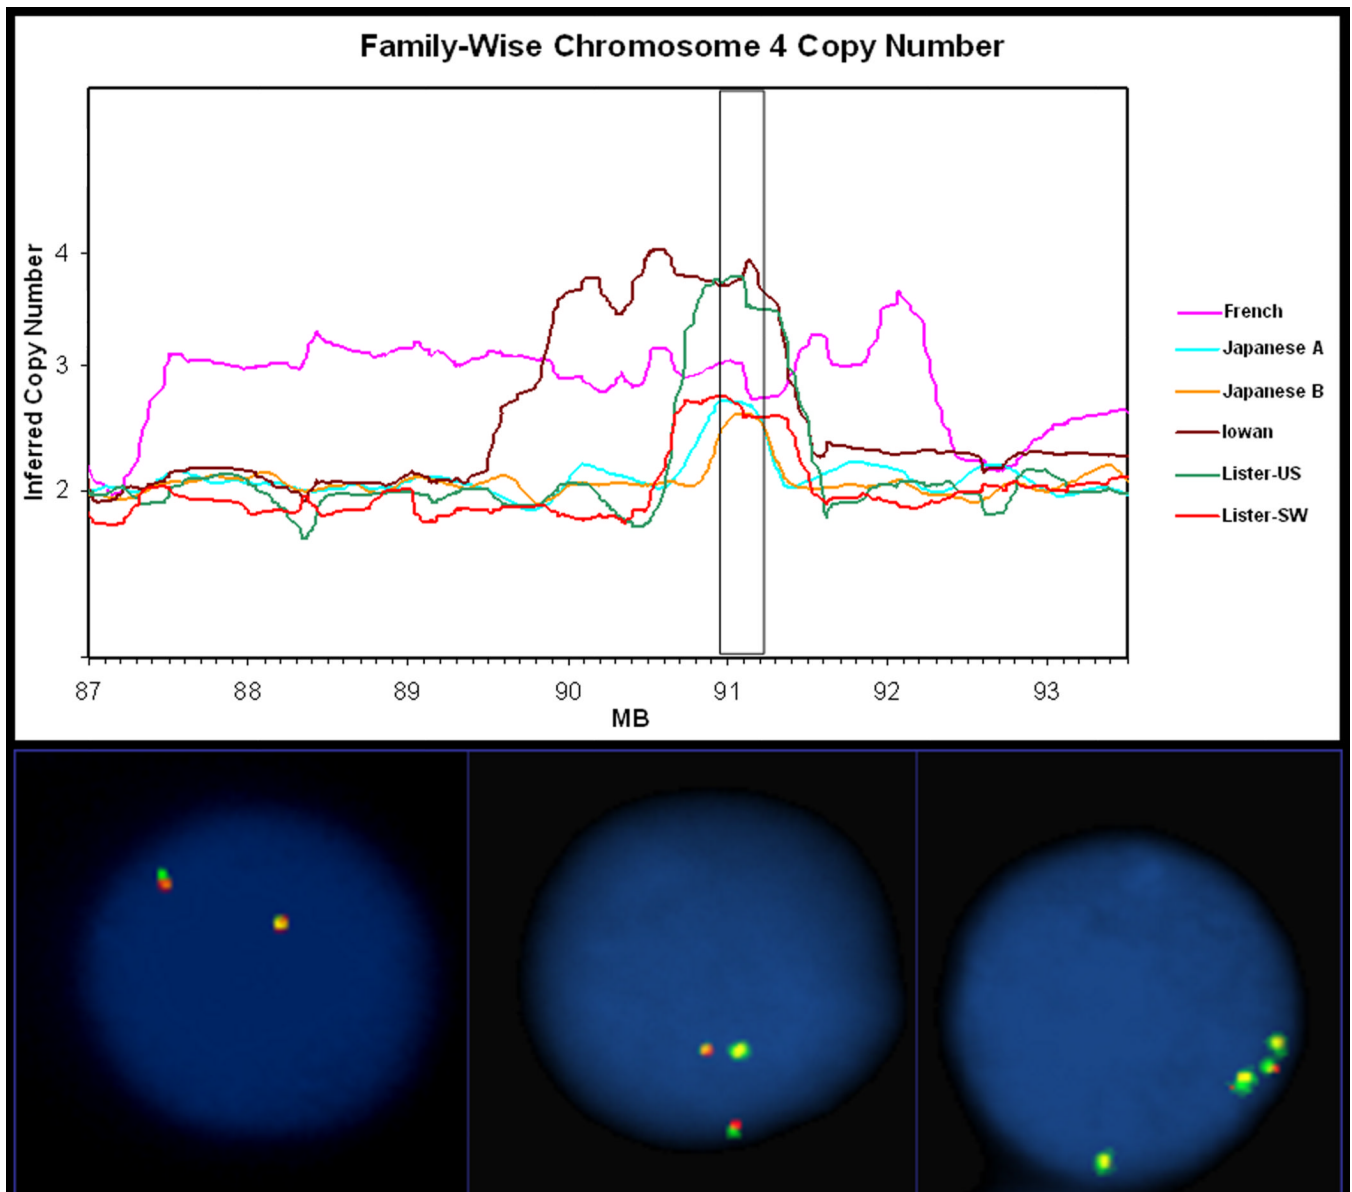 Family-Wise Chromosome 4 Copy Number
Inferred Copy Number
4
3
2
87 88 89 90 91 92 93
MB
French
Japanese A
Japanese B
Iowan
Lister-US
Lister-SW